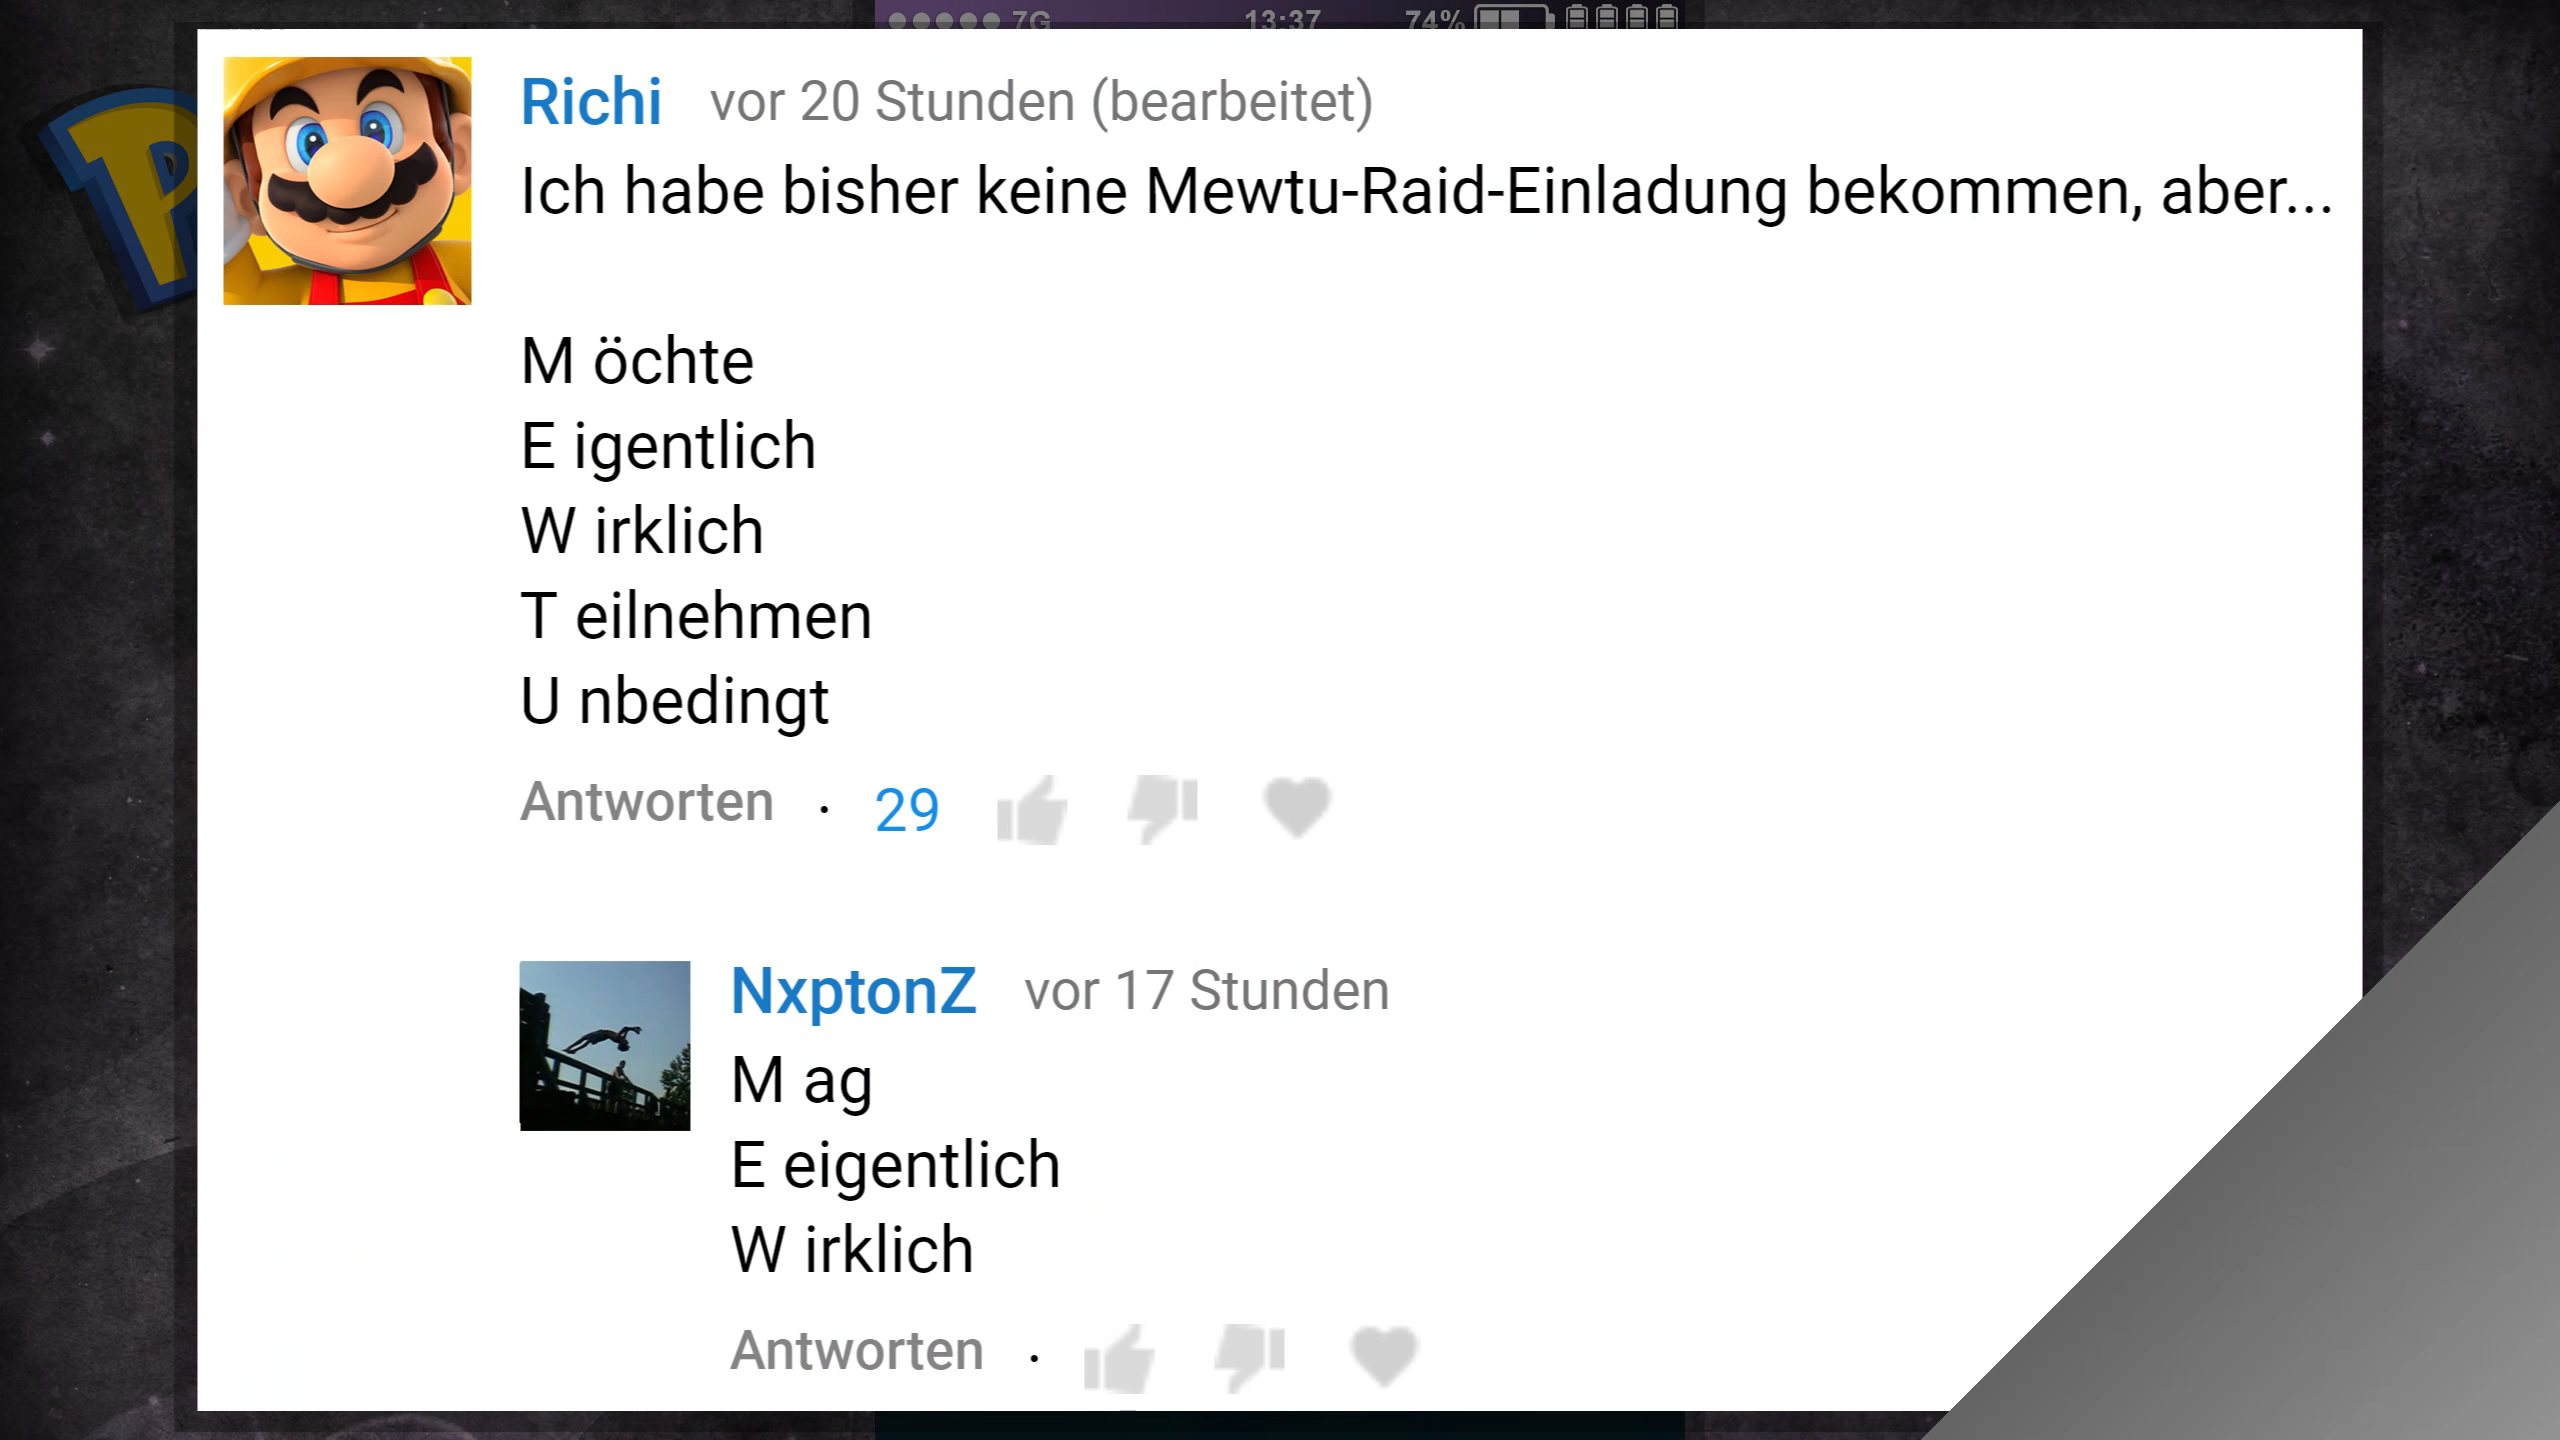 7G 13:37 74%
P
Richi vor 20 Stunden (bearbeitet)
Ich habe bisher keine Mewtu-Raid-Einladung bekommen, aber...
M öchte
E igentlich
W irklich
T eilnehmen
U nbedingt
Antworten · 29
NxptonZ vor 17 Stunden
M ag
E eigentlich
W irklich
Antworten ·